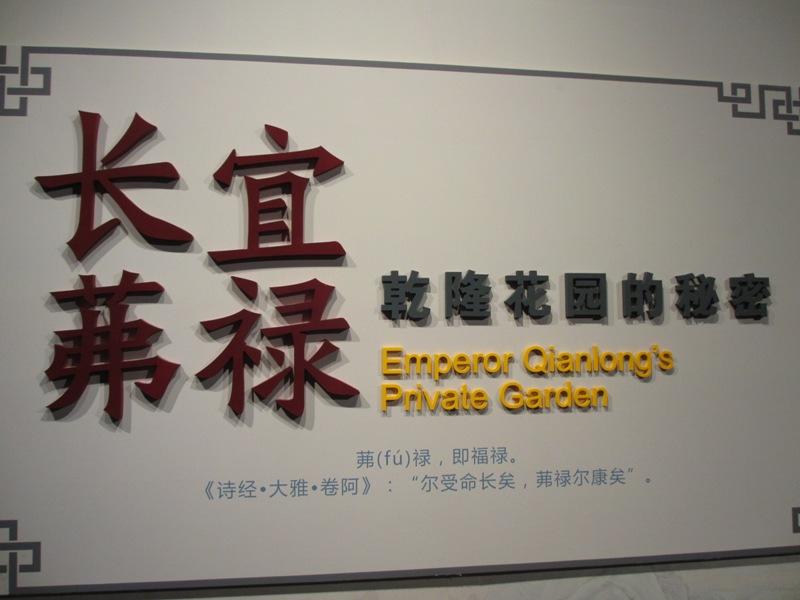 长宜
茀禄
乾隆花园的秘密
Emperor Qianlong's
Private Garden
茀(fú)禄，即福禄。
《诗经•大雅•卷阿》：“尔受命长矣，茀禄尔康矣”。